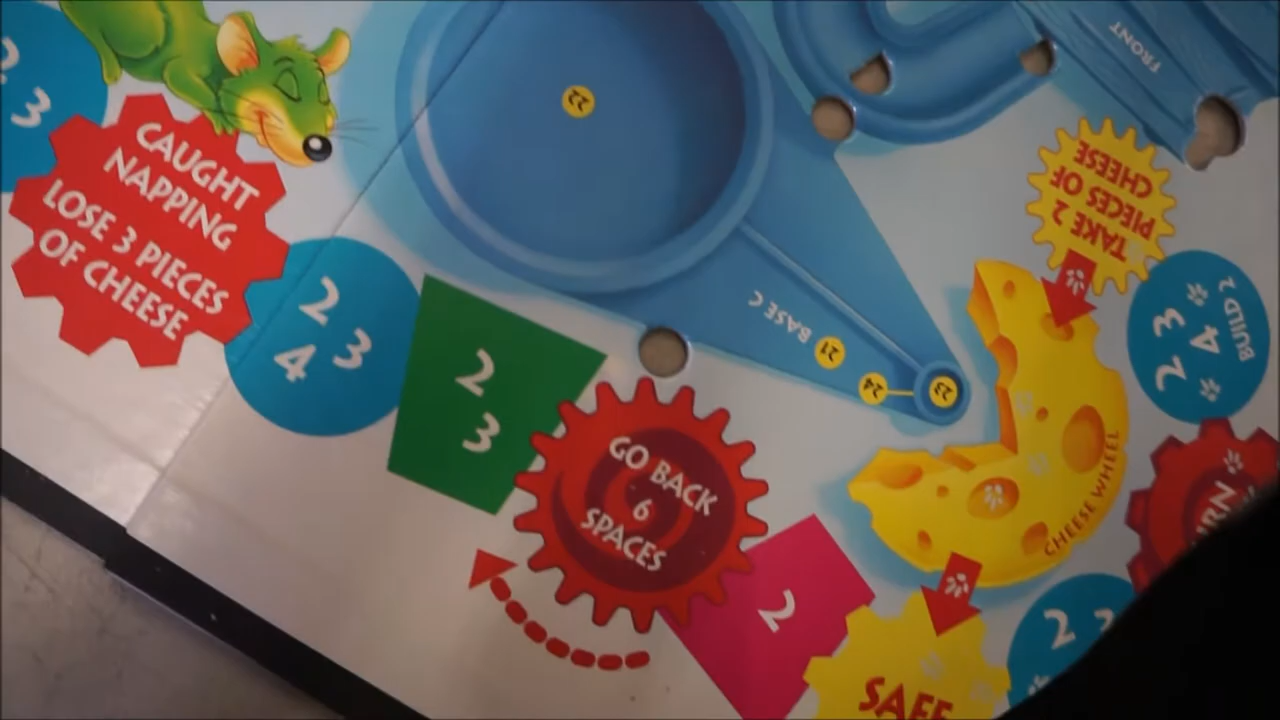 2
3
CAUGHT
NAPPING
LOSE 3 PIECES
OF CHEESE
2
3
4
2
3
GO BACK
6
SPACES
2
SAFE
22
BASE C
21
24
23
FRONT
TAKE 2
PIECES OF
CHEESE
CHEESE WHEEL
2 3
4
BUILD 2
2